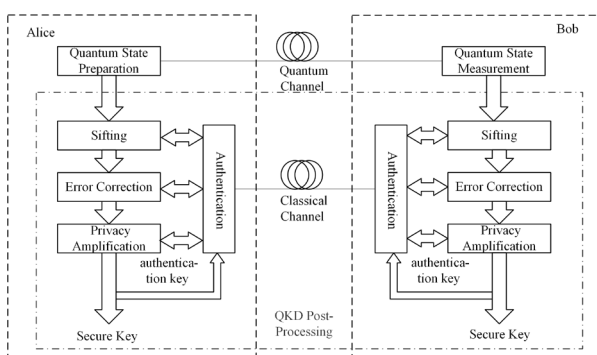 Alice
Bob
Quantum State
Preparation
Quantum
Channel
Quantum State
Measurement
Sifting
Error Correction
Privacy
Amplification
Authentication
authentica-
tion key
Secure Key
Classical
Channel
QKD Post-
Processing
Authentication
Sifting
Error Correction
Privacy
Amplification
authentica-
tion key
Secure Key